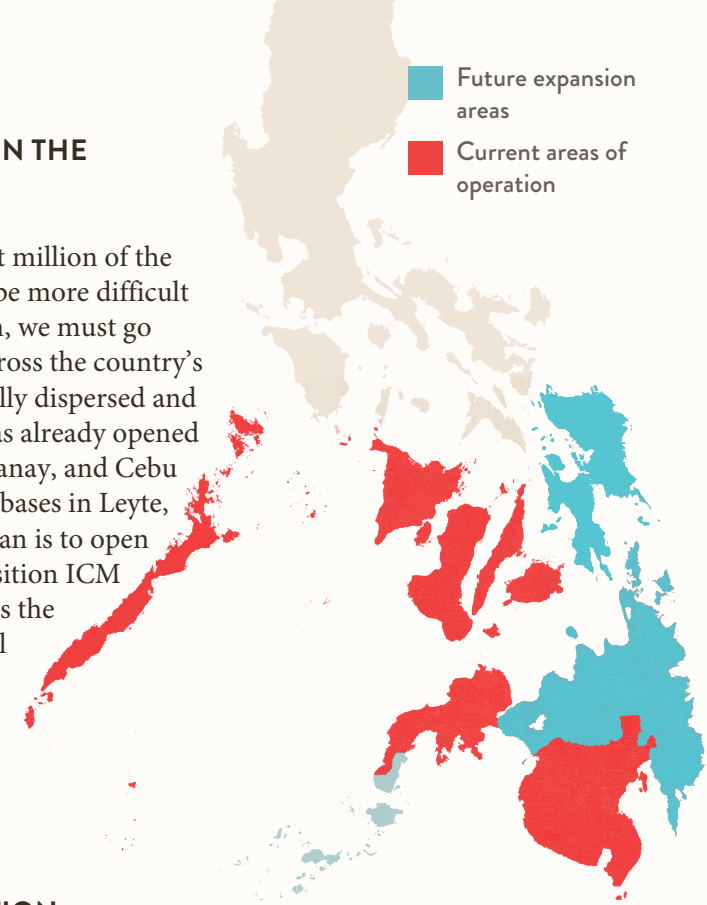 Future expansion
areas
Current areas of
operation
N THE
t million of the
be more difficult
, we must go
ross the country’s
lly dispersed and
as already opened
anay, and Cebu
bases in Leyte,
an is to open
sition ICM
s the
l